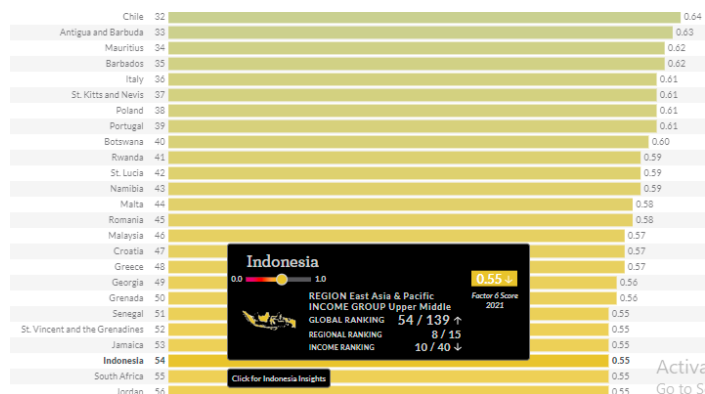 Chile 32 0.64
Antigua and Barbuda 33 0.63
Mauritius 34 0.62
Barbados 35 0.62
Italy 36 0.61
St. Kitts and Nevis 37 0.61
Poland 38 0.61
Portugal 39 0.61
Botswana 40 0.60
Rwanda 41 0.59
St. Lucia 42 0.59
Namibia 43 0.59
Malta 44 0.58
Romania 45 0.58
Malaysia 46 0.57
Croatia 47 0.57
Greece 48 0.57
Georgia 49 0.56
Grenada 50 0.56
Senegal 51 0.55
St. Vincent and the Grenadines 52 0.55
Jamaica 53 0.55
Indonesia 54 0.55
South Africa 55 0.55
Jordan 56 0.55
Indonesia
0.0 1.0
0.55 ↓
Factor 6 Score
2021
REGION East Asia & Pacific
INCOME GROUP Upper Middle
GLOBAL RANKING 54 / 139 ↑
REGIONAL RANKING 8 / 15
INCOME RANKING 10 / 40 ↓
Click for Indonesia Insights
Activa
Go to S